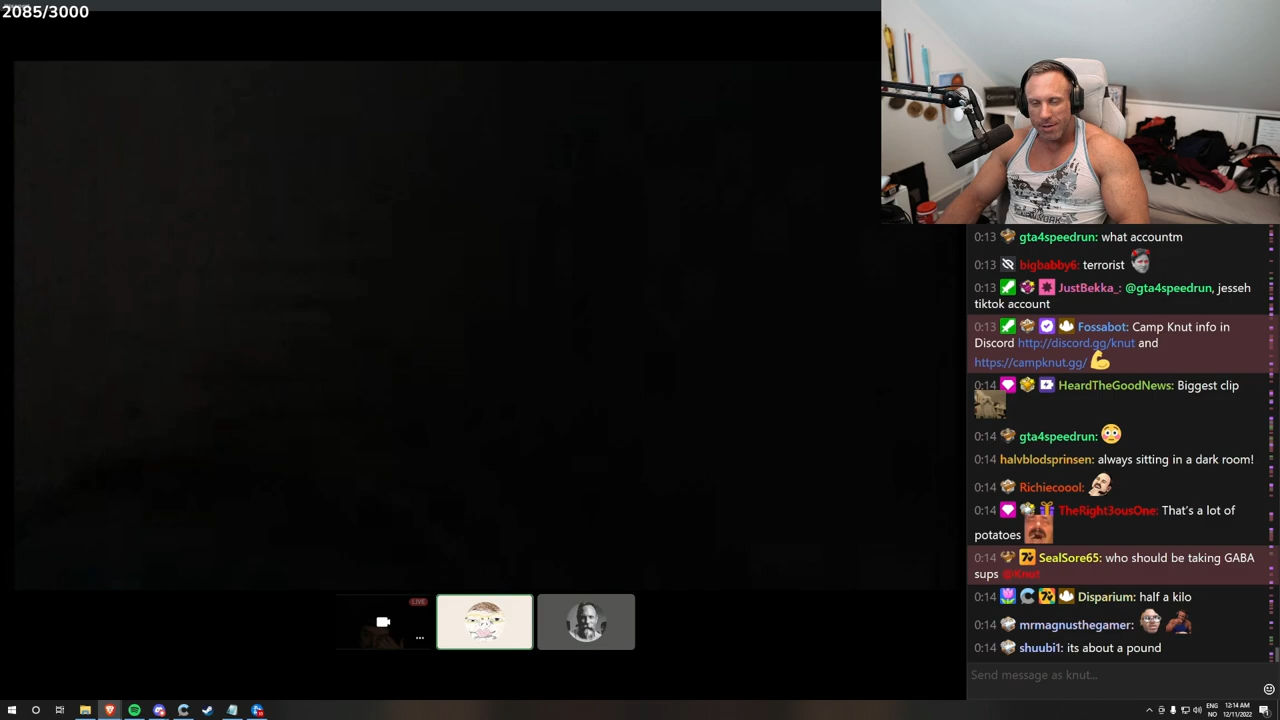 2085/3000
0:13 gta4speedrun: what accountm
0:13 bigbabby6: terrorist
0:13 JustBekka_: @gta4speedrun, jesseh
tiktok account
0:13 Fossabot: Camp Knut info in
Discord http://discord.gg/knut and
https://campknut.gg/
0:14 HeardTheGoodNews: Biggest clip
0:14 gta4speedrun:
0:14 halvblodsprinsen: always sitting in a dark room!
0:14 Richiecoool:
0:14 TheRight3ousOne: That's a lot of
potatoes
0:14 SealSore65: who should be taking GABA
sups @Knut
0:14 Disparium: half a kilo
LIVE
0:14 mrmagnusthegamer:
0:14 shuubi1: its about a pound
Send message as knut...
ENG
NO
12:14 AM
12/11/2022